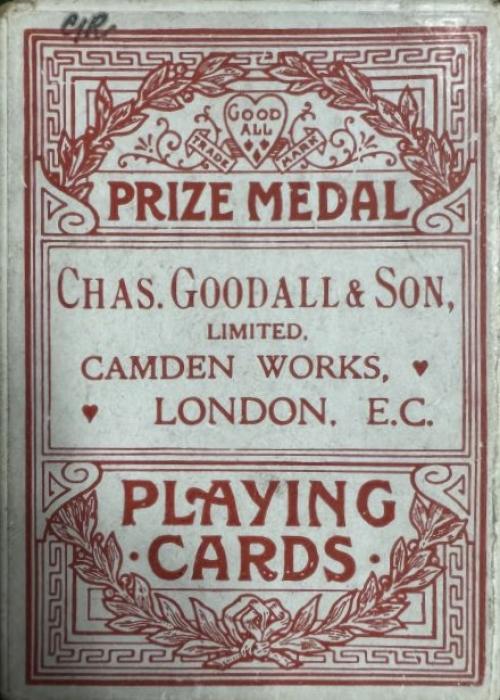 GOOD
ALL
TRADE MARK
PRIZE MEDAL
CHAS. GOODALL & SON,
LIMITED,
CAMDEN WORKS,
LONDON, E.C.
PLAYING
· CARDS ·